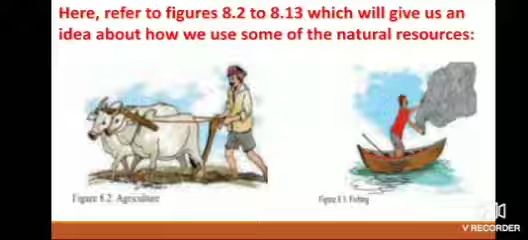 Here, refer to figures 8.2 to 8.13 which will give us an
idea about how we use some of the natural resources:
Figure 8.2: Agriculture
Fishing
V RECORDER